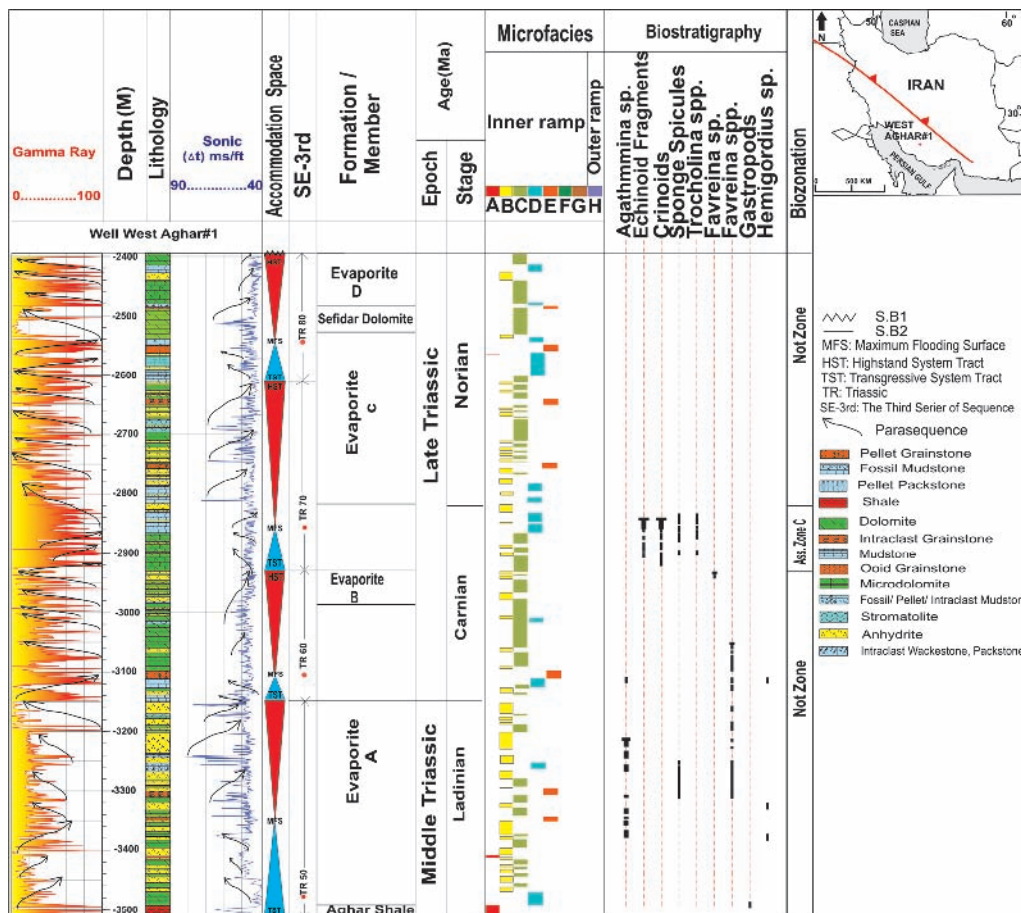 Gamma Ray
0...............100
Depth(M)
Lithology
Sonic
(Δt) ms/ft
90..............40
Accommodation Space
SE-3rd
Formation /
Member
Age(Ma)
Epoch
Stage
Microfacies
Inner ramp
Outer ramp
A B C D E F G H
Biostratigraphy
Agathmmina sp.
Echinoid Fragments
Crinoids
Sponge Spicules
Trocholina spp.
Favreina sp.
Favreina spp.
Gastropods
Hemigordius sp.
Biozonation
Well West Aghar#1
-2400
-2500
-2600
-2700
-2800
-2900
-3000
-3100
-3200
-3300
-3400
-3500
HST
MFS
TST
HST
MFS
TST
HST
MFS
TST
MFS
TST
TR 80
TR 70
TR 60
TR 50
Evaporite
D
Sefidar Dolomite
Evaporite
c
Evaporite
B
Evaporite
A
Aghar Shale
Late Triassic
Middle Triassic
Norian
Carnian
Ladinian
Not Zone
Ass. Zone C
Not Zone
50
60
CASPIAN
SEA
N
IRAN
30
WEST
AGHAR#1
PERSIAN GULF
0 500 KM
S.B1
S.B2
MFS: Maximum Flooding Surface
HST: Highstand System Tract
TST: Transgressive System Tract
TR: Triassic
SE-3rd: The Third Serier of Sequence
Parasequence
Pellet Grainstone
Fossil Mudstone
Pellet Packstone
Shale
Dolomite
Intraclast Grainstone
Mudstone
Ooid Grainstone
Microdolomite
Fossil/ Pellet/ Intraclast Mudstor
Stromatolite
Anhydrite
Intraclast Wackestone, Packstone